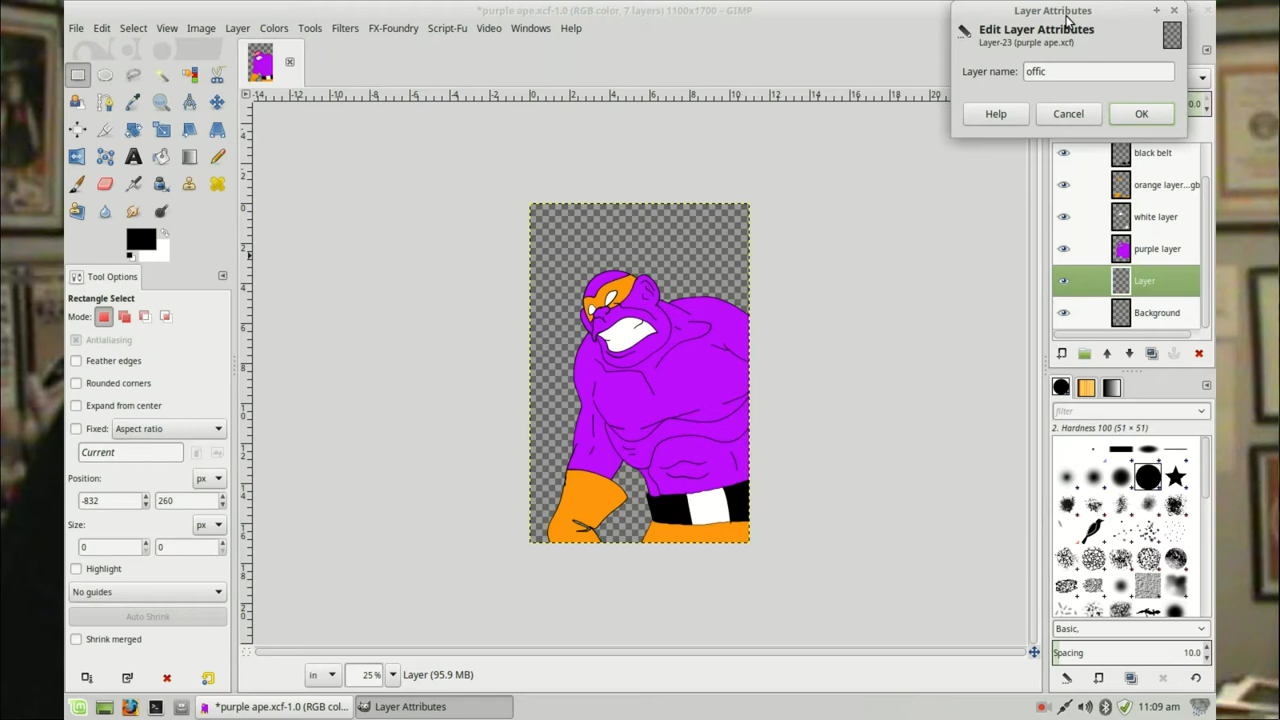 *purple ape.xcf-1.0 (RGB color, 7 layers) 1100x1700 – GIMP
Layer Attributes
Edit Layer Attributes
Layer-23 (purple ape.xcf)
Layer name: offic
Help Cancel OK
File Edit Select View Image Layer Colors Tools Filters FX-Foundry Script-Fu Video Windows Help
Tool Options
Rectangle Select
Mode:
Antialiasing
Feather edges
Rounded corners
Expand from center
Fixed: Aspect ratio
Current
Position: px
-832 260
Size: px
0 0
Highlight
No guides
Auto Shrink
Shrink merged
black belt
orange layer...gb
white layer
purple layer
Layer
Background
filter
2. Hardness 100 (51 × 51)
Basic,
Spacing 10.0
in 25% Layer (95.9 MB)
*purple ape.xcf-1.0 (RGB col... Layer Attributes 11:09 am